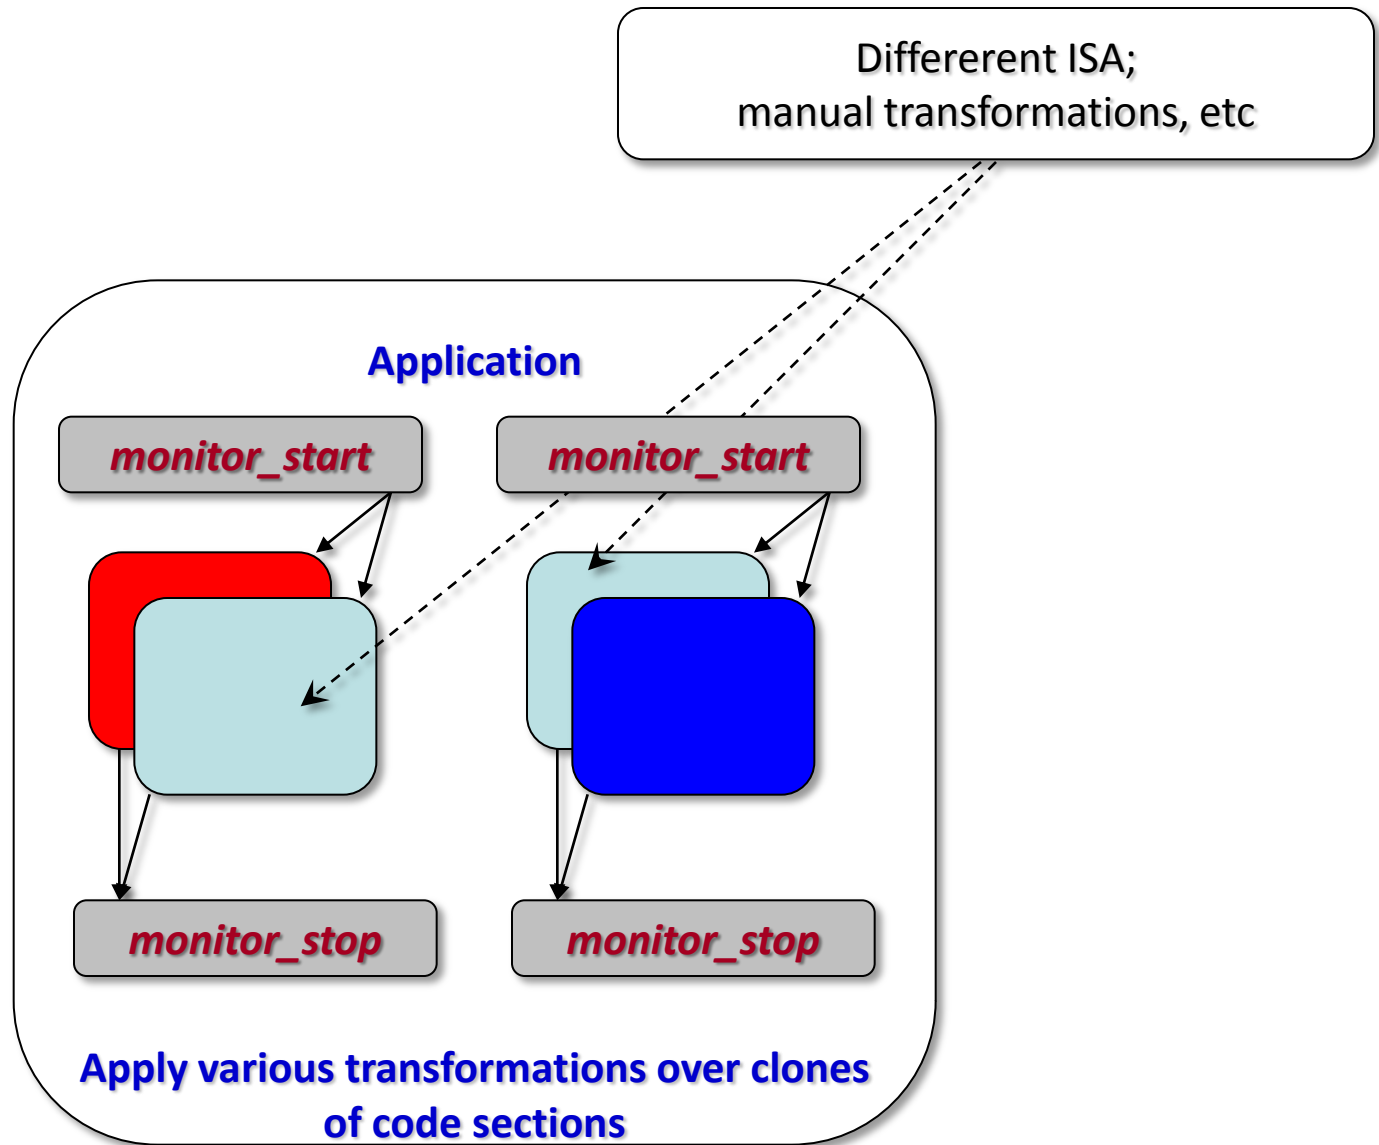 Differerent ISA;
manual transformations, etc
Application
monitor_start
monitor_start
monitor_stop
monitor_stop
Apply various transformations over clones
of code sections